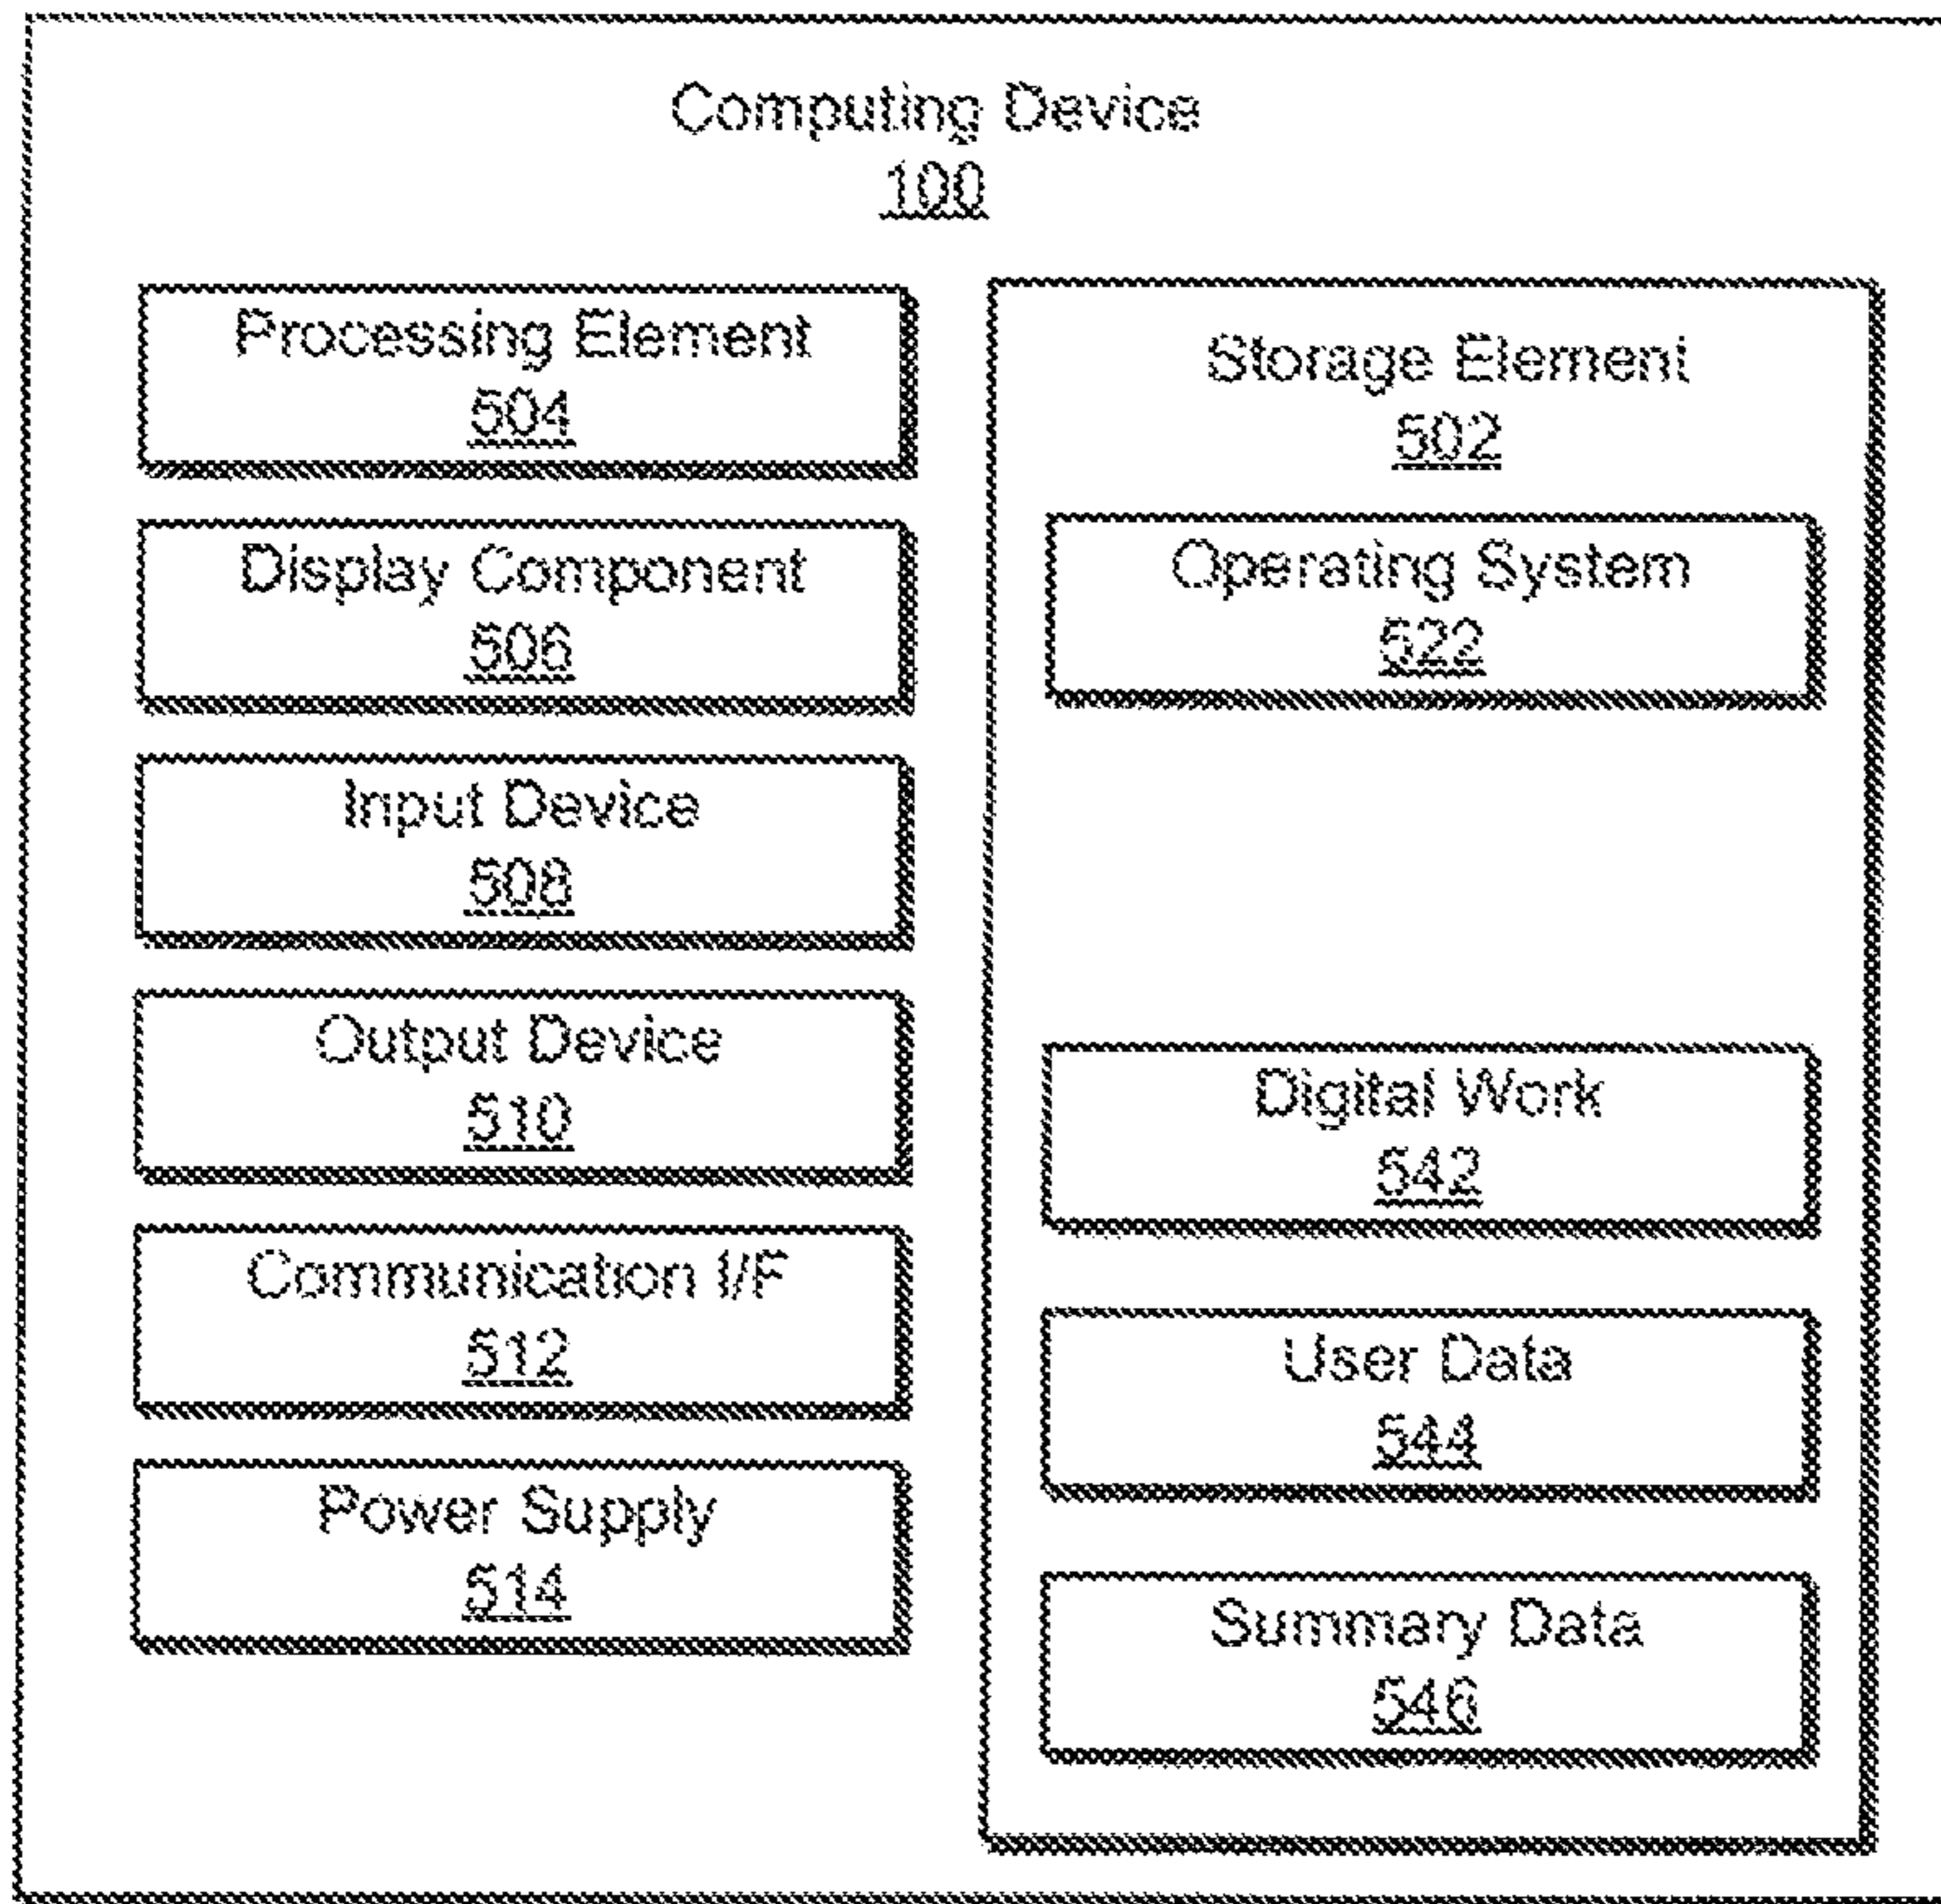 Computing Device
100
Processing Element
504
Display Component
506
Input Device
508
Output Device
510
Communication I/F
512
Power Supply
514
Storage Element
502
Operating System
522
Digital Work
542
User Data
544
Summary Data
546